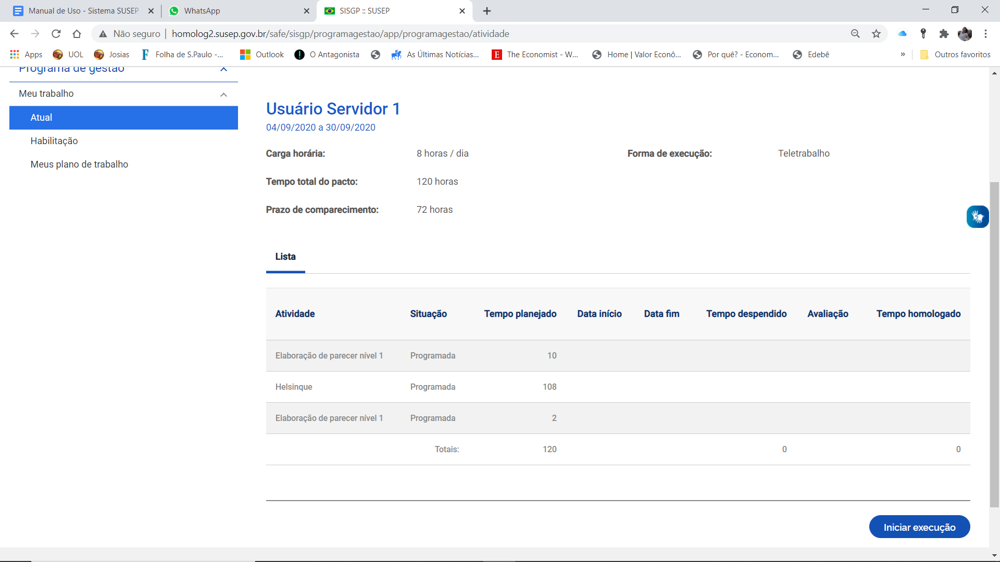 Manual de Uso - Sistema SUSEP
WhatsApp
SISGP :: SUSEP
Não seguro
homolog2.susep.gov.br/safe/sisgp/programagestao/app/programagestao/atividade
Apps UOL Josias Folha de S.Paulo -... Outlook O Antagonista As Últimas Notícias... The Economist - W... Home | Valor Econô... Por quê? - Econom... Edebê » Outros favoritos
Programa de gestão
Meu trabalho
Atual
Habilitação
Meus plano de trabalho
Usuário Servidor 1
04/09/2020 a 30/09/2020
Carga horária: 8 horas / dia Forma de execução: Teletrabalho
Tempo total do pacto: 120 horas
Prazo de comparecimento: 72 horas
Lista
Atividade Situação Tempo planejado Data início Data fim Tempo despendido Avaliação Tempo homologado
Elaboração de parecer nível 1 Programada 10
Helsinque Programada 108
Elaboração de parecer nível 1 Programada 2
Totais: 120 0 0
Iniciar execução